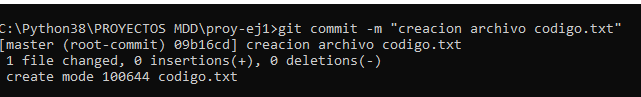 C:\Python38\PROYECTOS MDD\proy-ej1>git commit -m "creacion archivo codigo.txt"
[master (root-commit) 09b16cd] creacion archivo codigo.txt
 1 file changed, 0 insertions(+), 0 deletions(-)
 create mode 100644 codigo.txt